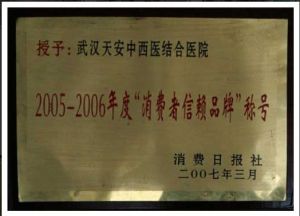 授予：武汉天安中西医结合医院
2005-2006年度“消费者信赖品牌”称号
消费日报社
二00七年三月